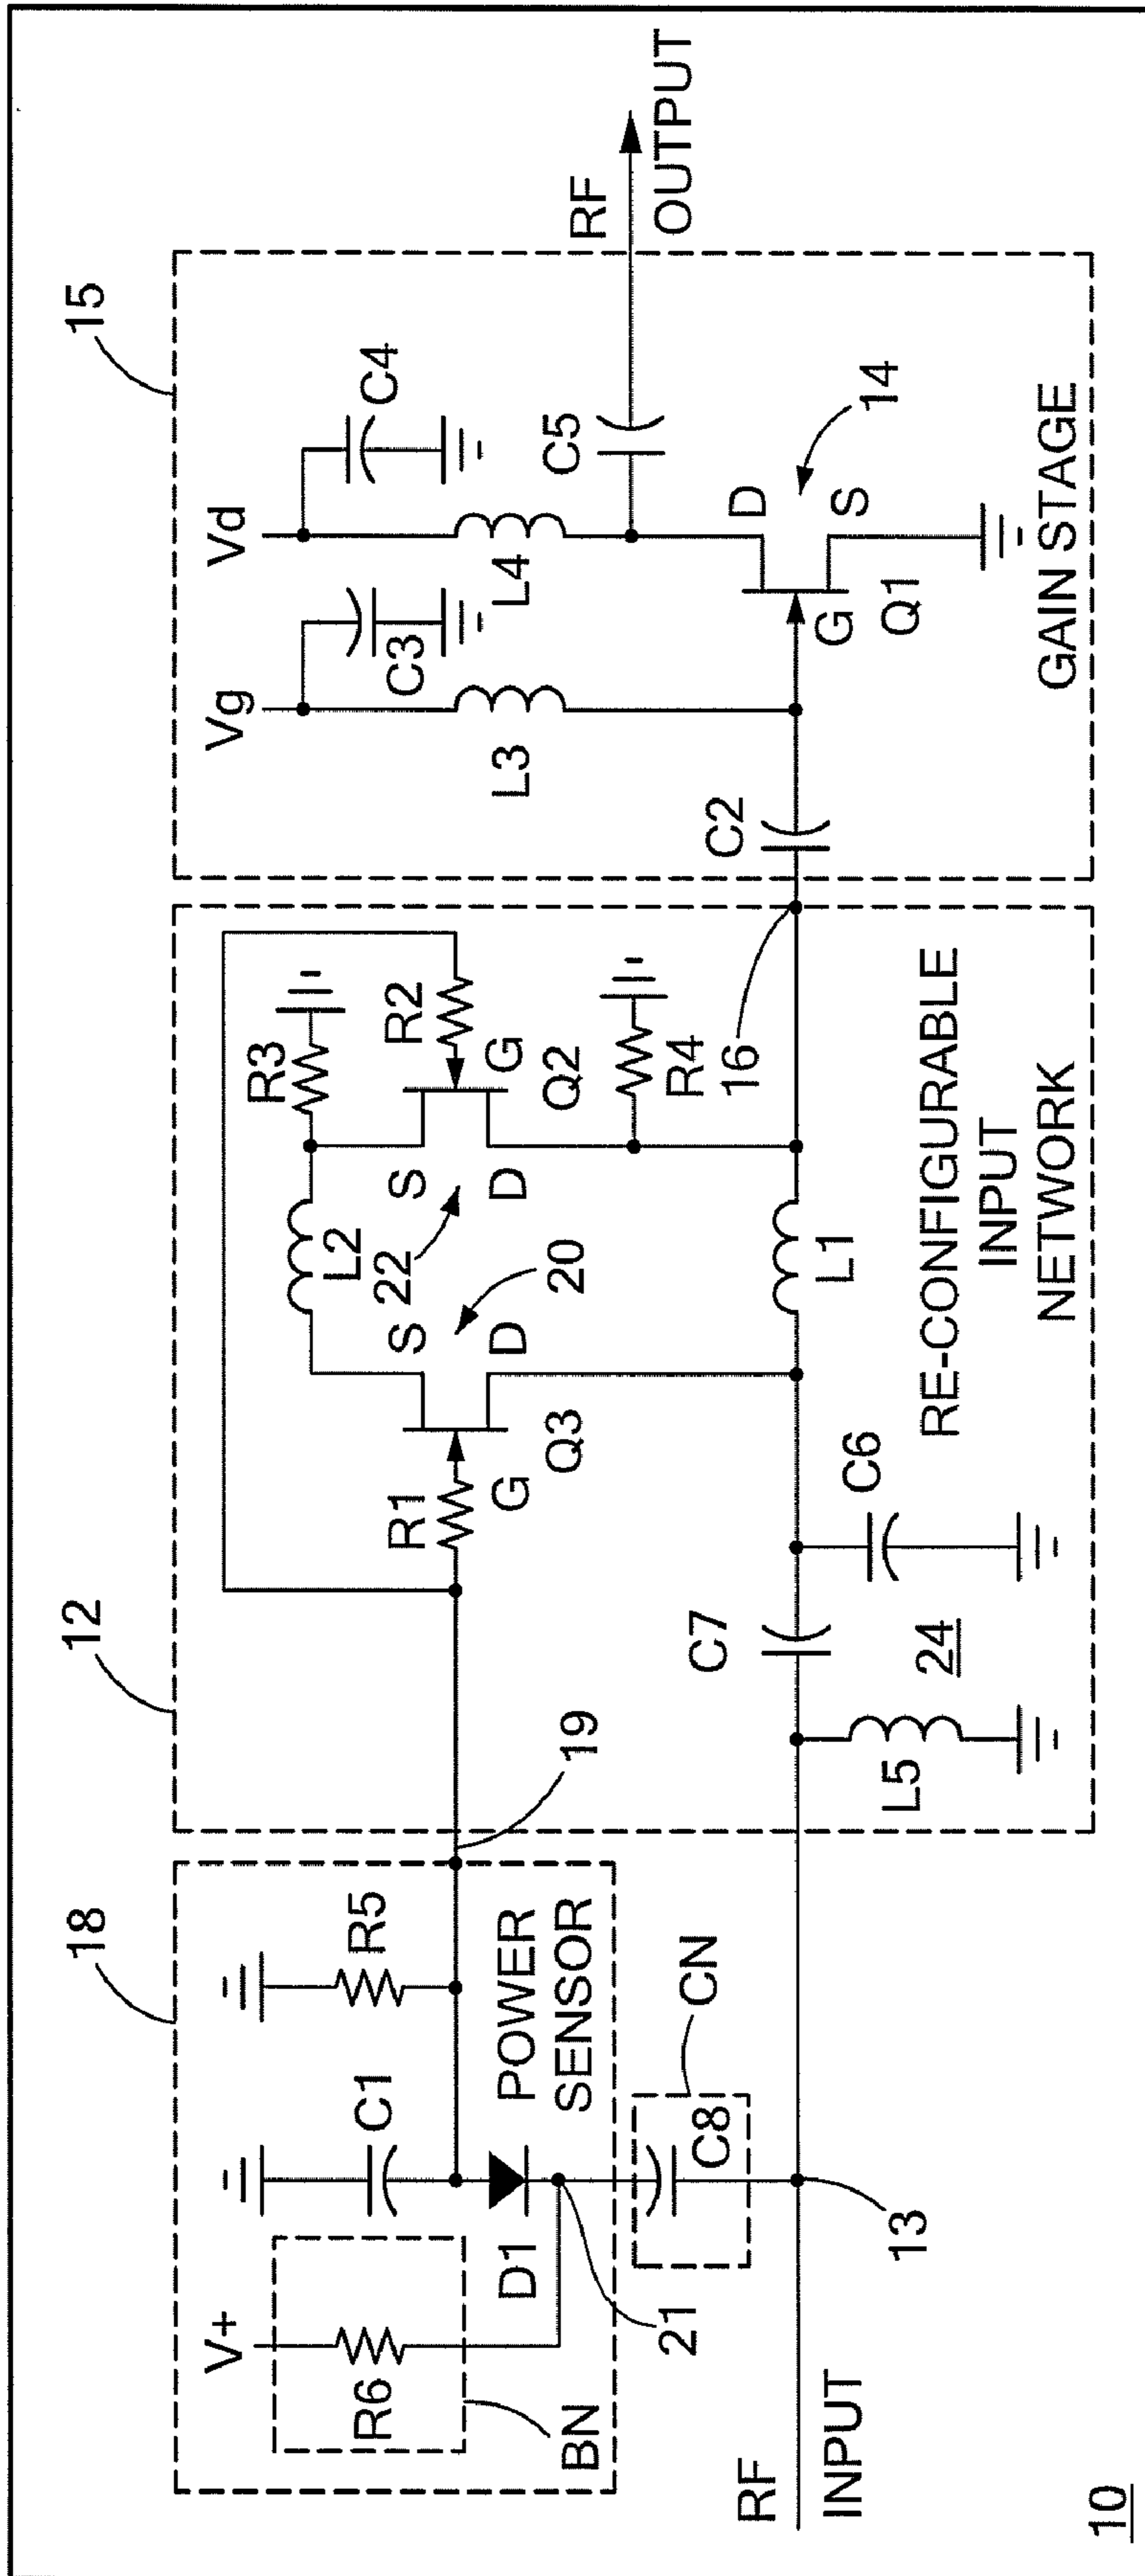 10
RF
INPUT
13
18
V+
R6
BN
C1
R5
D1
POWER
SENSOR
21
C8
CN
19
12
R1
G
Q3
S
D
20
L2
22
R3
R2
S
G
D
Q2
R4
C7
L5
24
C6
L1
16
RE-CONFIGURABLE
INPUT
NETWORK
15
Vg
C3
L3
Vd
C4
L4
C5
C2
G
D
S
Q1
14
GAIN STAGE
RF
OUTPUT